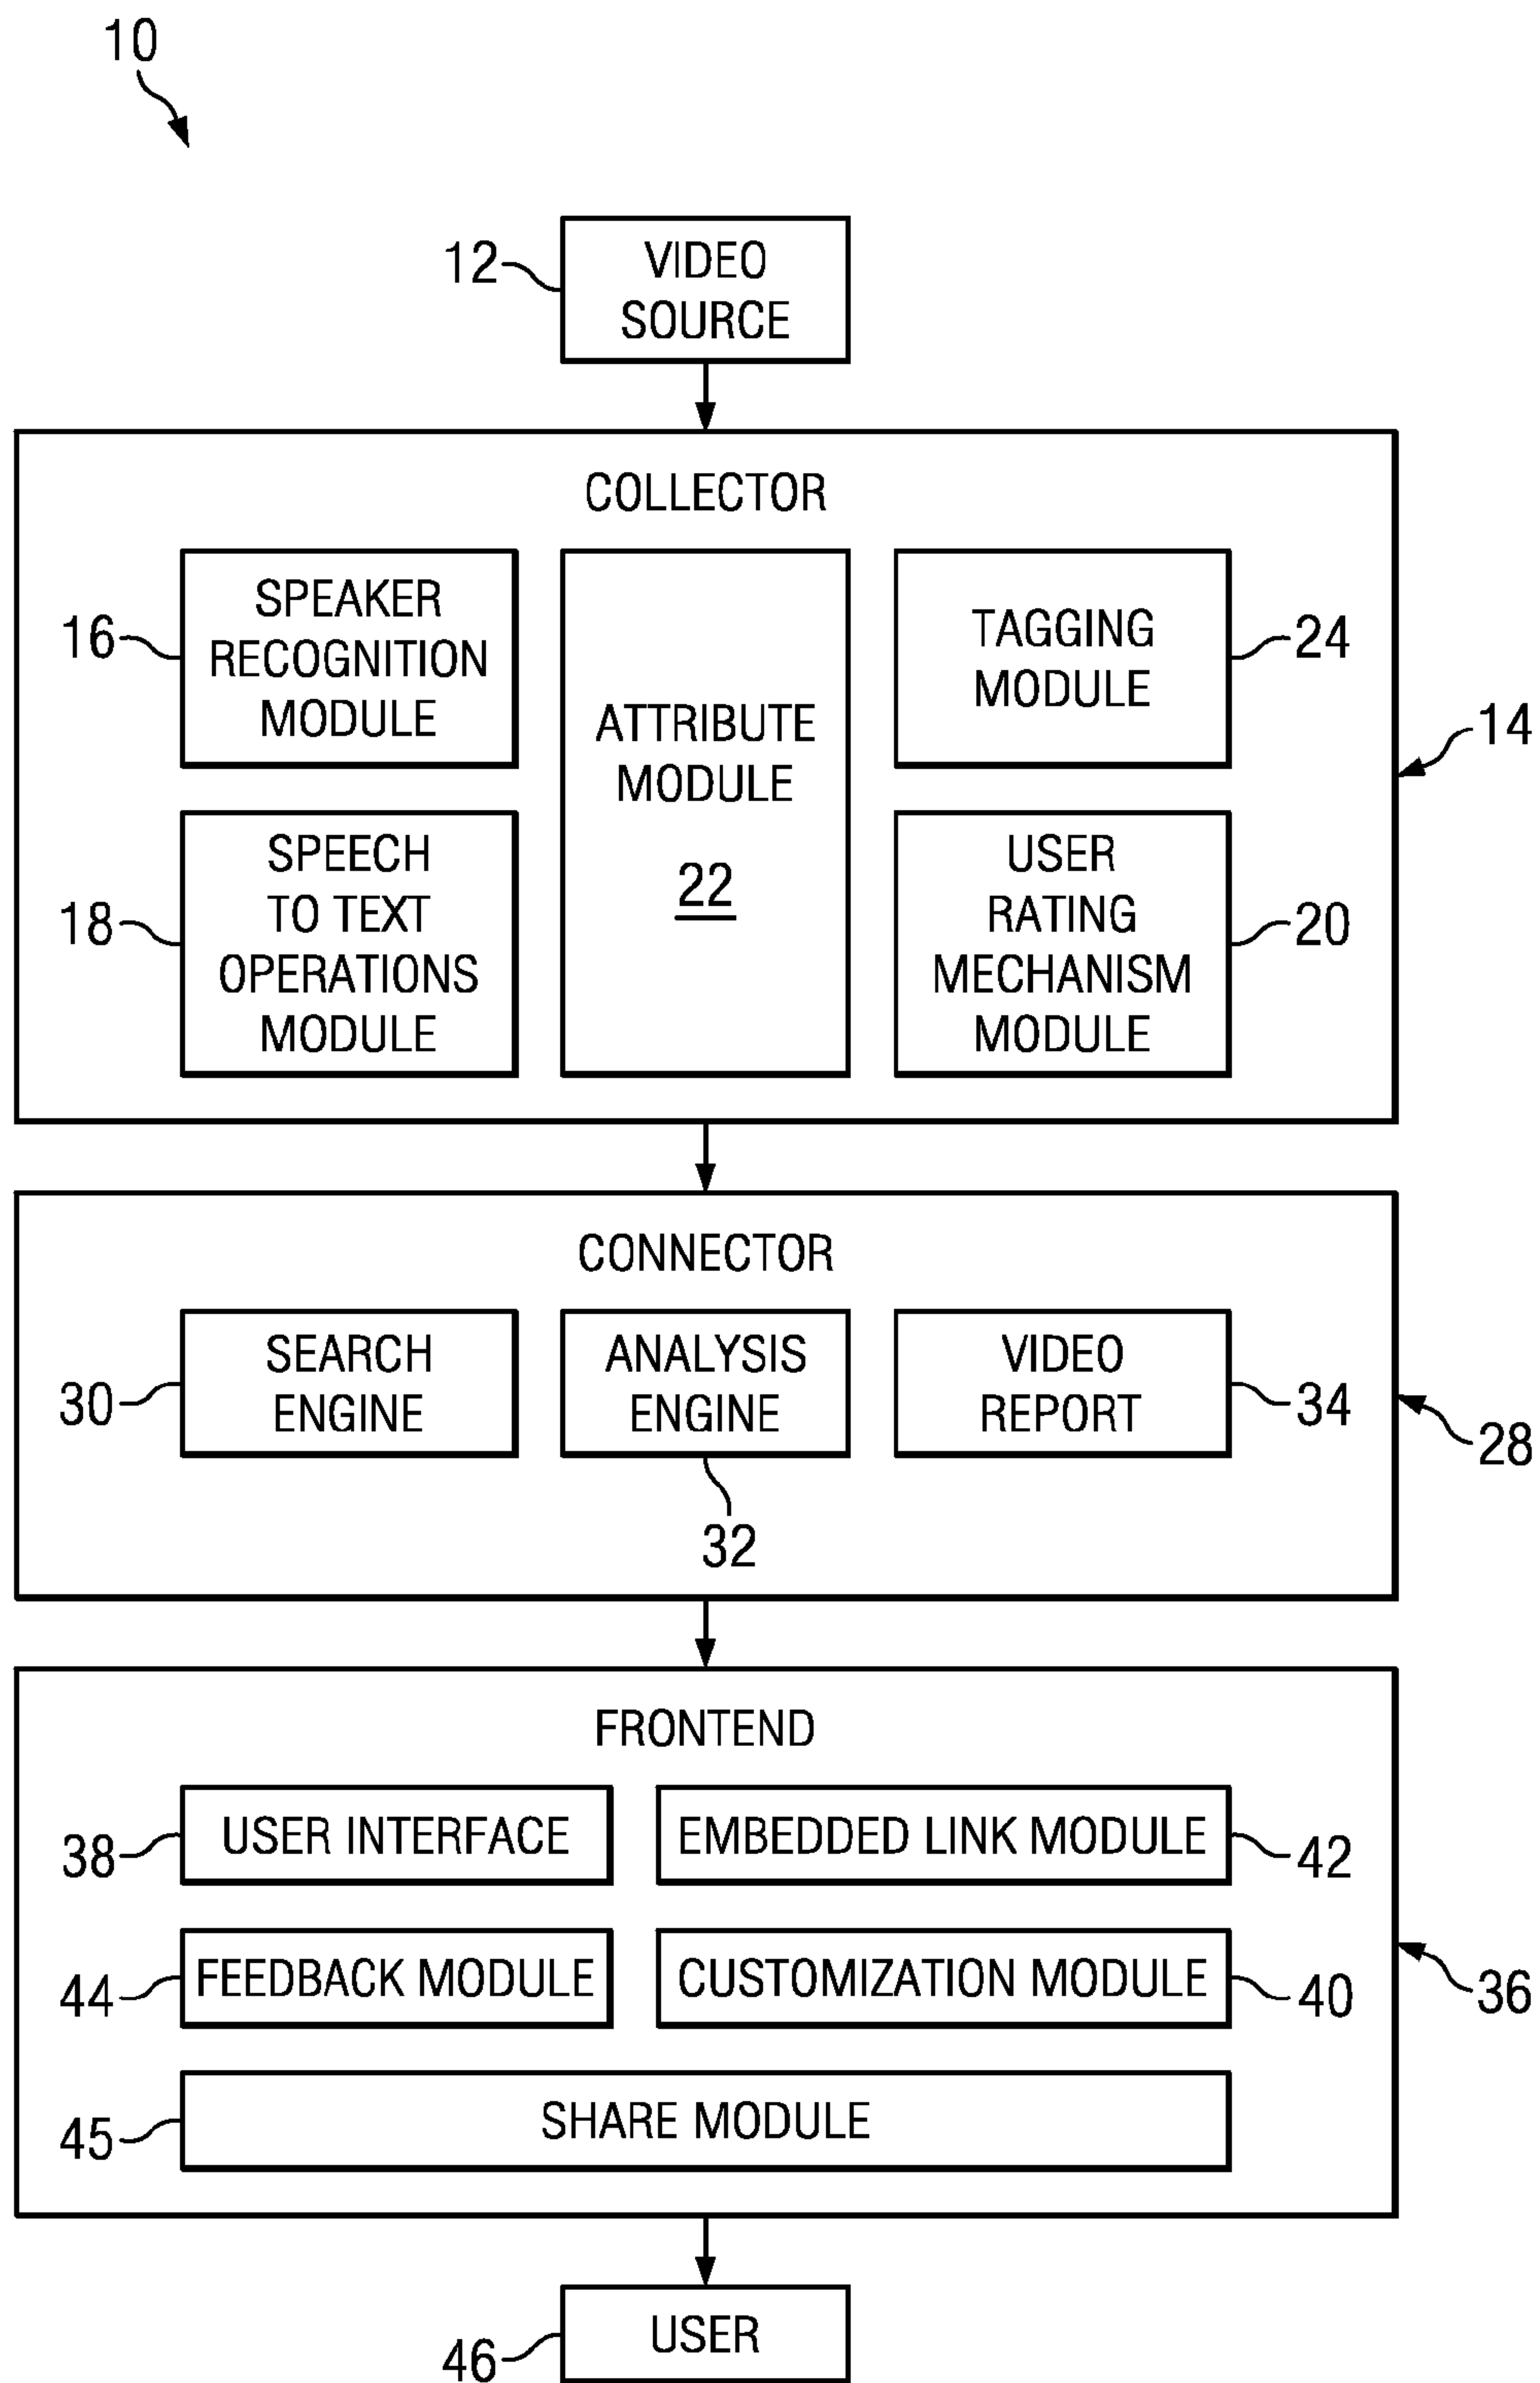 10
12
VIDEO
SOURCE
COLLECTOR
16
SPEAKER
RECOGNITION
MODULE
ATTRIBUTE
MODULE
22
TAGGING
MODULE
24
14
18
SPEECH
TO TEXT
OPERATIONS
MODULE
USER
RATING
MECHANISM
MODULE
20
CONNECTOR
30
SEARCH
ENGINE
ANALYSIS
ENGINE
32
VIDEO
REPORT
34
28
FRONTEND
38
USER INTERFACE
EMBEDDED LINK MODULE
42
44
FEEDBACK MODULE
CUSTOMIZATION MODULE
40
36
45
SHARE MODULE
46
USER